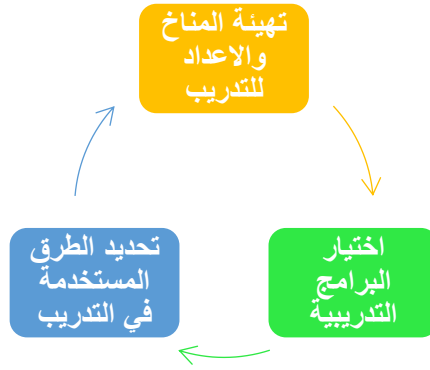 تهيئة المناخ
والاعداد
للتدريب
اختيار
البرامج
التدريبية
تحديد الطرق
المستخدمة
في التدريب